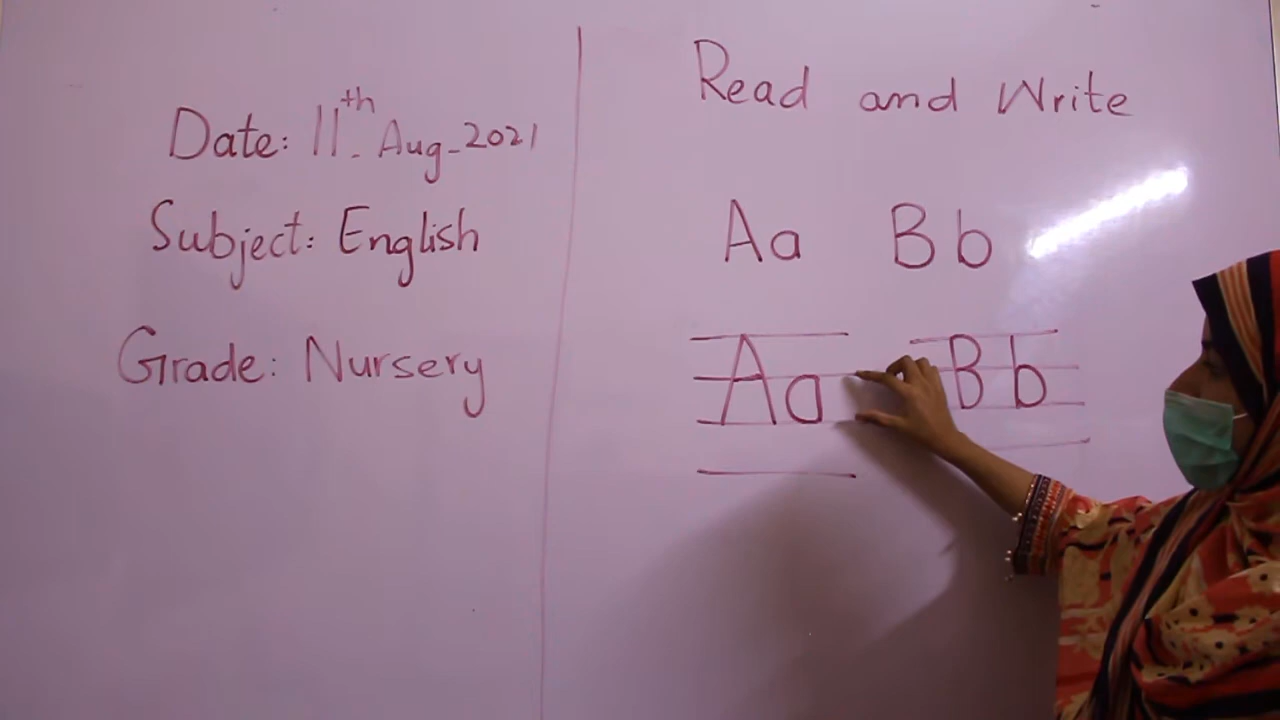 Date: 11th. Aug-2021
Subject: English
Grade: Nursery
Read and Write
Aa Bb
Aa Bb